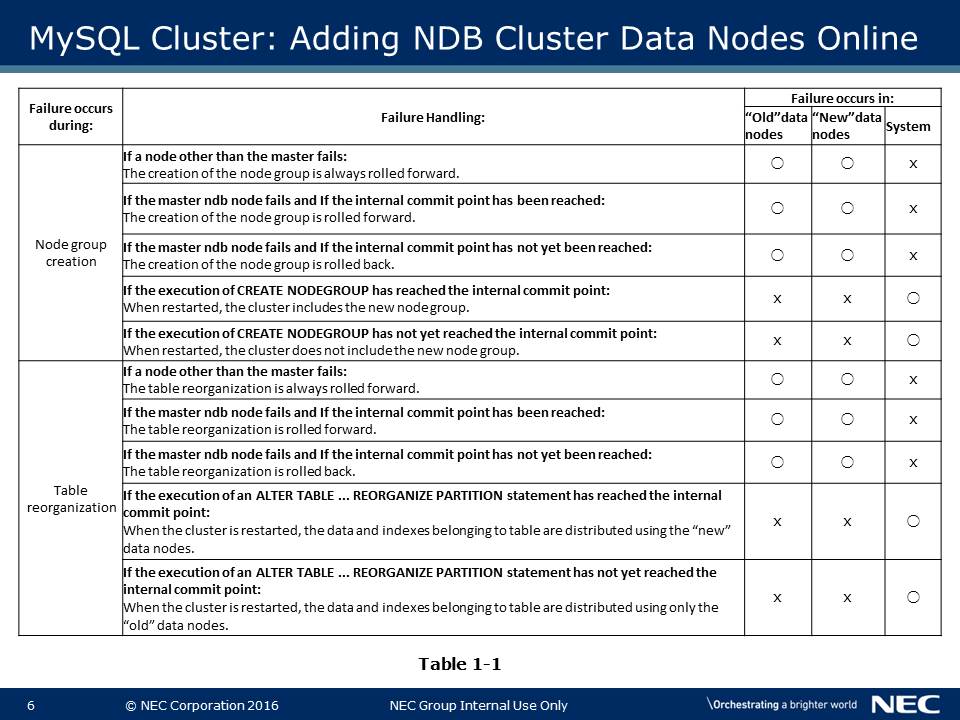 MySQL Cluster: Adding NDB Cluster Data Nodes Online
Failure occurs
during:
Failure Handling:
Failure occurs in:
“Old”data
nodes
“New”data
nodes
System
Node group
creation
If a node other than the master fails:
The creation of the node group is always rolled forward.
○ ○ x
If the master ndb node fails and If the internal commit point has been reached:
The creation of the node group is rolled forward.
○ ○ x
If the master ndb node fails and If the internal commit point has not yet been reached:
The creation of the node group is rolled back.
○ ○ x
If the execution of CREATE NODEGROUP has reached the internal commit point:
When restarted, the cluster includes the new node group.
x x ○
If the execution of CREATE NODEGROUP has not yet reached the internal commit point:
When restarted, the cluster does not include the new node group.
x x ○
Table
reorganization
If a node other than the master fails:
The table reorganization is always rolled forward.
○ ○ x
If the master ndb node fails and If the internal commit point has been reached:
The table reorganization is rolled forward.
○ ○ x
If the master ndb node fails and If the internal commit point has not yet been reached:
The table reorganization is rolled back.
○ ○ x
If the execution of an ALTER TABLE ... REORGANIZE PARTITION statement has reached the internal
commit point:
When the cluster is restarted, the data and indexes belonging to table are distributed using the “new”
data nodes.
x x ○
If the execution of an ALTER TABLE ... REORGANIZE PARTITION statement has not yet reached the
internal commit point:
When the cluster is restarted, the data and indexes belonging to table are distributed using only the
“old” data nodes.
x x ○
Table 1-1
6 © NEC Corporation 2016 NEC Group Internal Use Only \Orchestrating a brighter world NEC